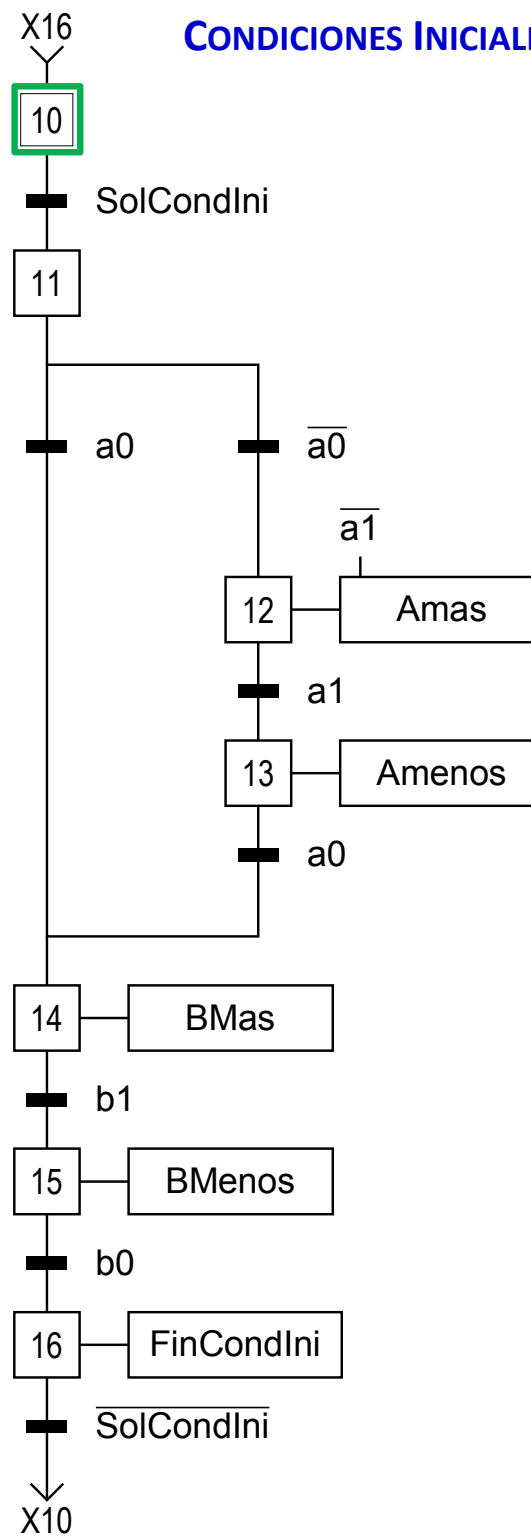 X16
CONDICIONES INICIAL
10
SolCondIni
11
a0
a0
a1
12
Amas
a1
13
Amenos
a0
14
BMas
b1
15
BMenos
b0
16
FinCondIni
SolCondIni
X10